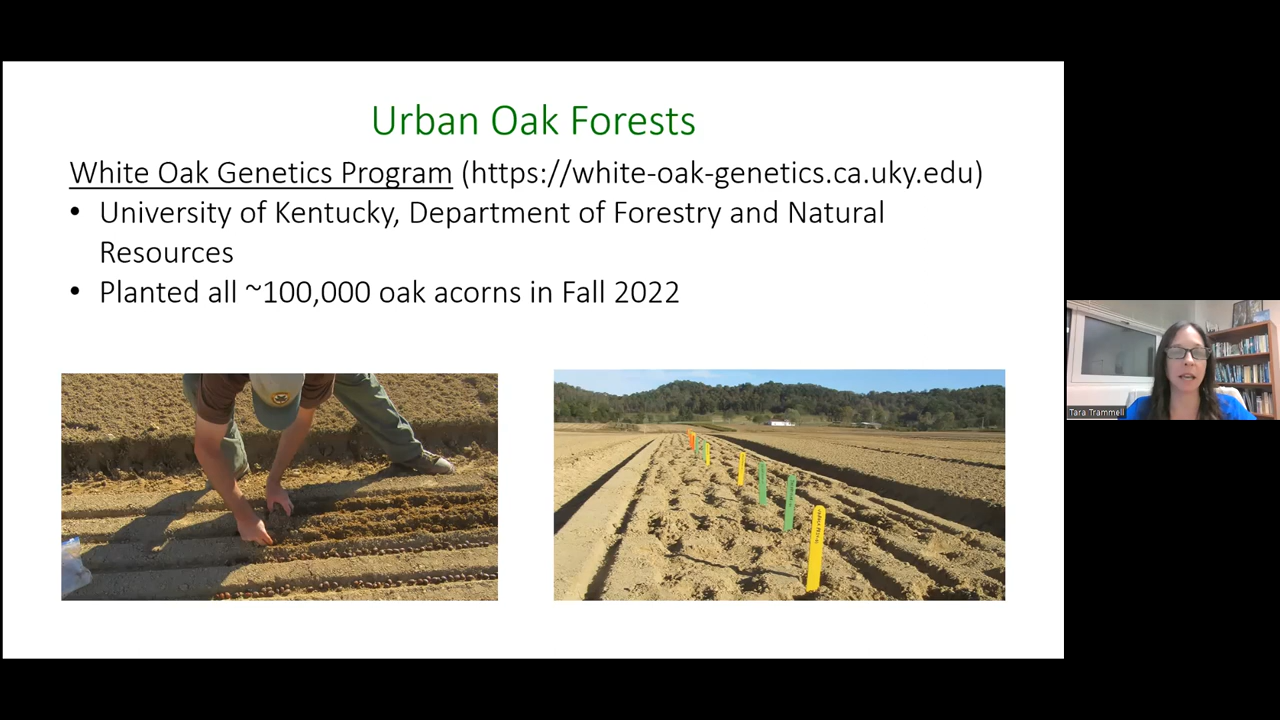 Urban Oak Forests
White Oak Genetics Program (https://white-oak-genetics.ca.uky.edu)
• University of Kentucky, Department of Forestry and Natural
Resources
• Planted all ~100,000 oak acorns in Fall 2022
Tara Trammell